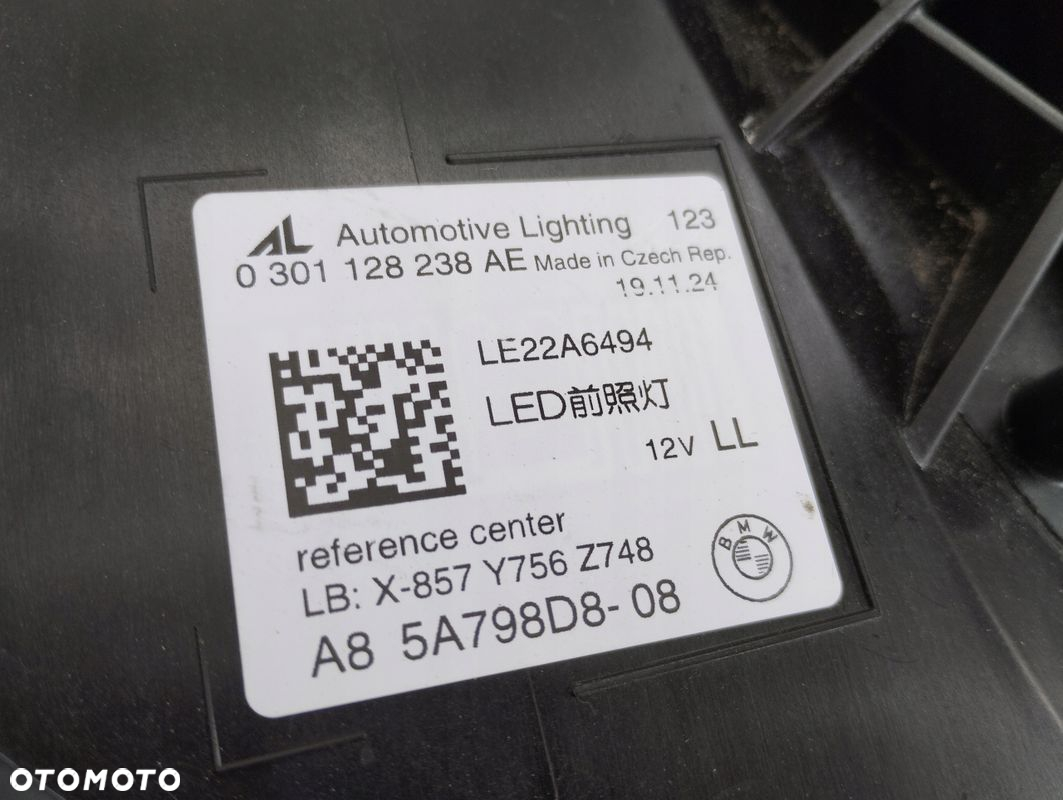 AL Automotive Lighting 123
0 301 128 238 AE Made in Czech Rep.
19.11.24
LE22A6494
LED前照灯
12V LL
reference center
LB: X-857 Y756 Z748
A8 5A798D8-08
BMW
OTOMOTO